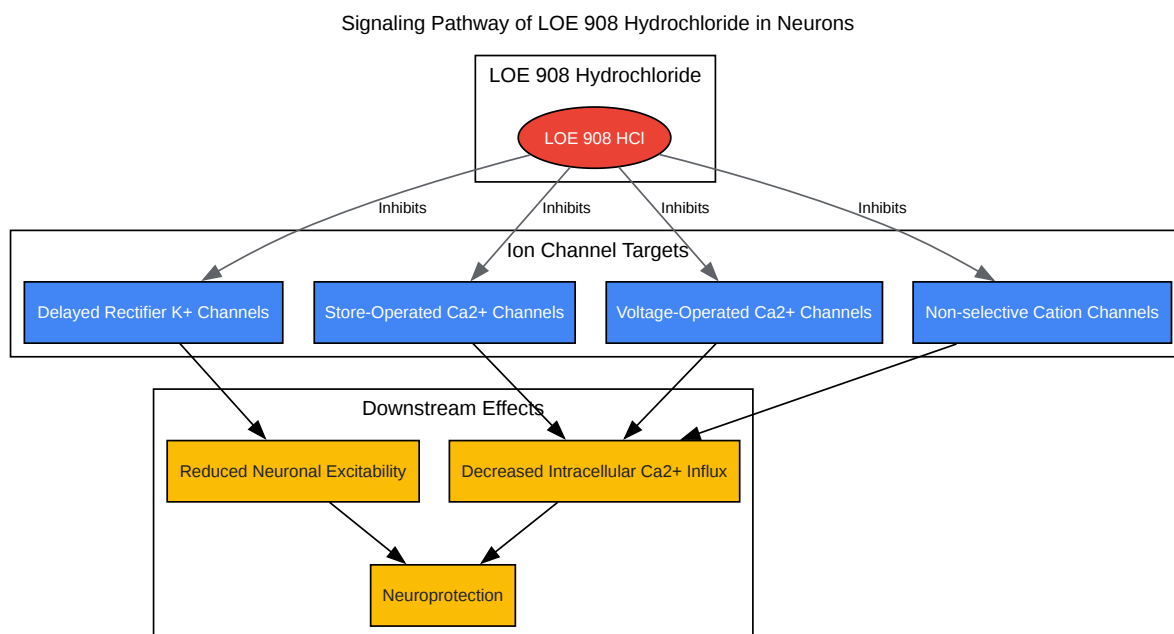 Signaling Pathway of LOE 908 Hydrochloride in Neurons
LOE 908 Hydrochloride
LOE 908 HCl
Inhibits
Inhibits
Inhibits
Inhibits
Ion Channel Targets
Delayed Rectifier K+ Channels
Store-Operated Ca2+ Channels
Voltage-Operated Ca2+ Channels
Non-selective Cation Channels
Downstream Effects
Reduced Neuronal Excitability
Decreased Intracellular Ca2+ Influx
Neuroprotection